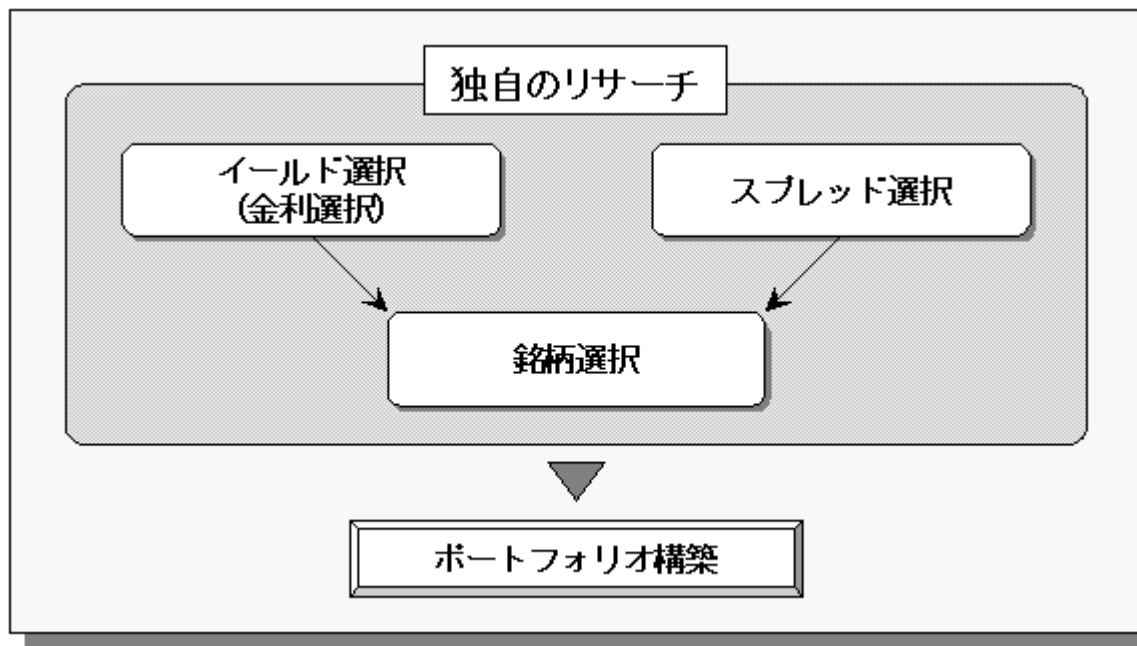 独自のリサーチ
イールド選択
(金利選択)
スプレッド選択
銘柄選択
ポートフォリオ構築